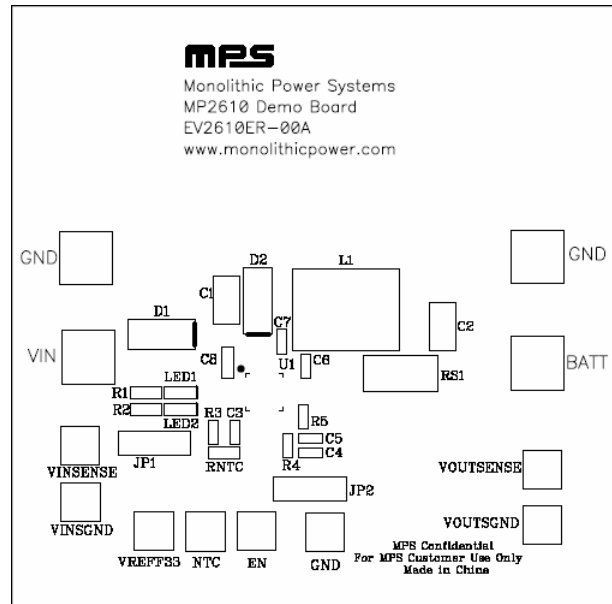 MPS
Monolithic Power Systems
MP2610 Demo Board
EV2610ER-00A
www.monolithicpower.com
GND
D2
L1
GND
C1
D1
C7
C2
VIN
C8
U1
C6
RS1
BATT
R1
LED1
R2
LED2
R3
C3
R5
C5
C4
JP1
RNTC
R4
VINSENSE
VOUTSENSE
JP2
VINSGND
VOUTSGND
VREFF33
NTC
EN
GND
MPS Confidential
For MPS Customer Use Only
Made in China